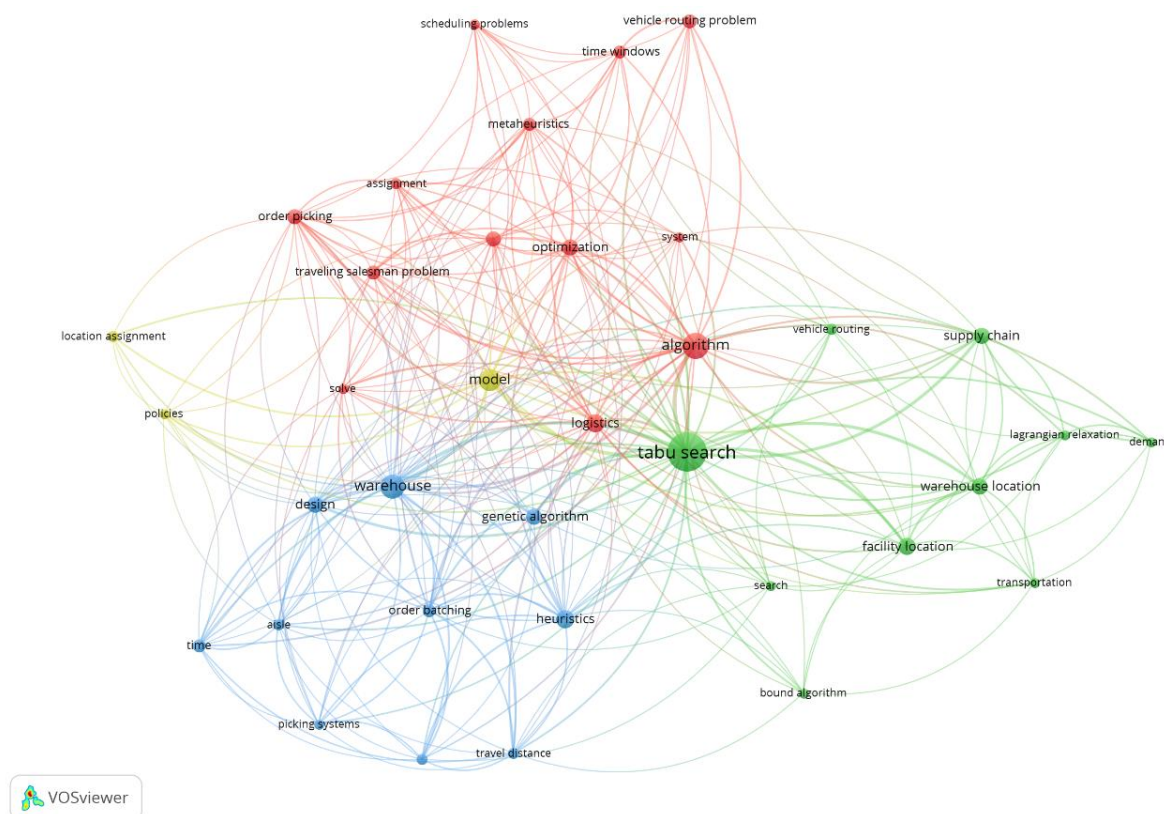 scheduling problems
vehicle routing problem
time windows
metaheuristics
assignment
order picking
system
optimization
traveling salesman problem
vehicle routing
supply chain
location assignment
algorithm
model
solve
policies
logistics
lagrangian relaxation
deman
tabu search
warehouse
warehouse location
design
genetic algorithm
facility location
transportation
search
order batching
heuristics
aisle
time
bound algorithm
picking systems
travel distance
VOSviewer